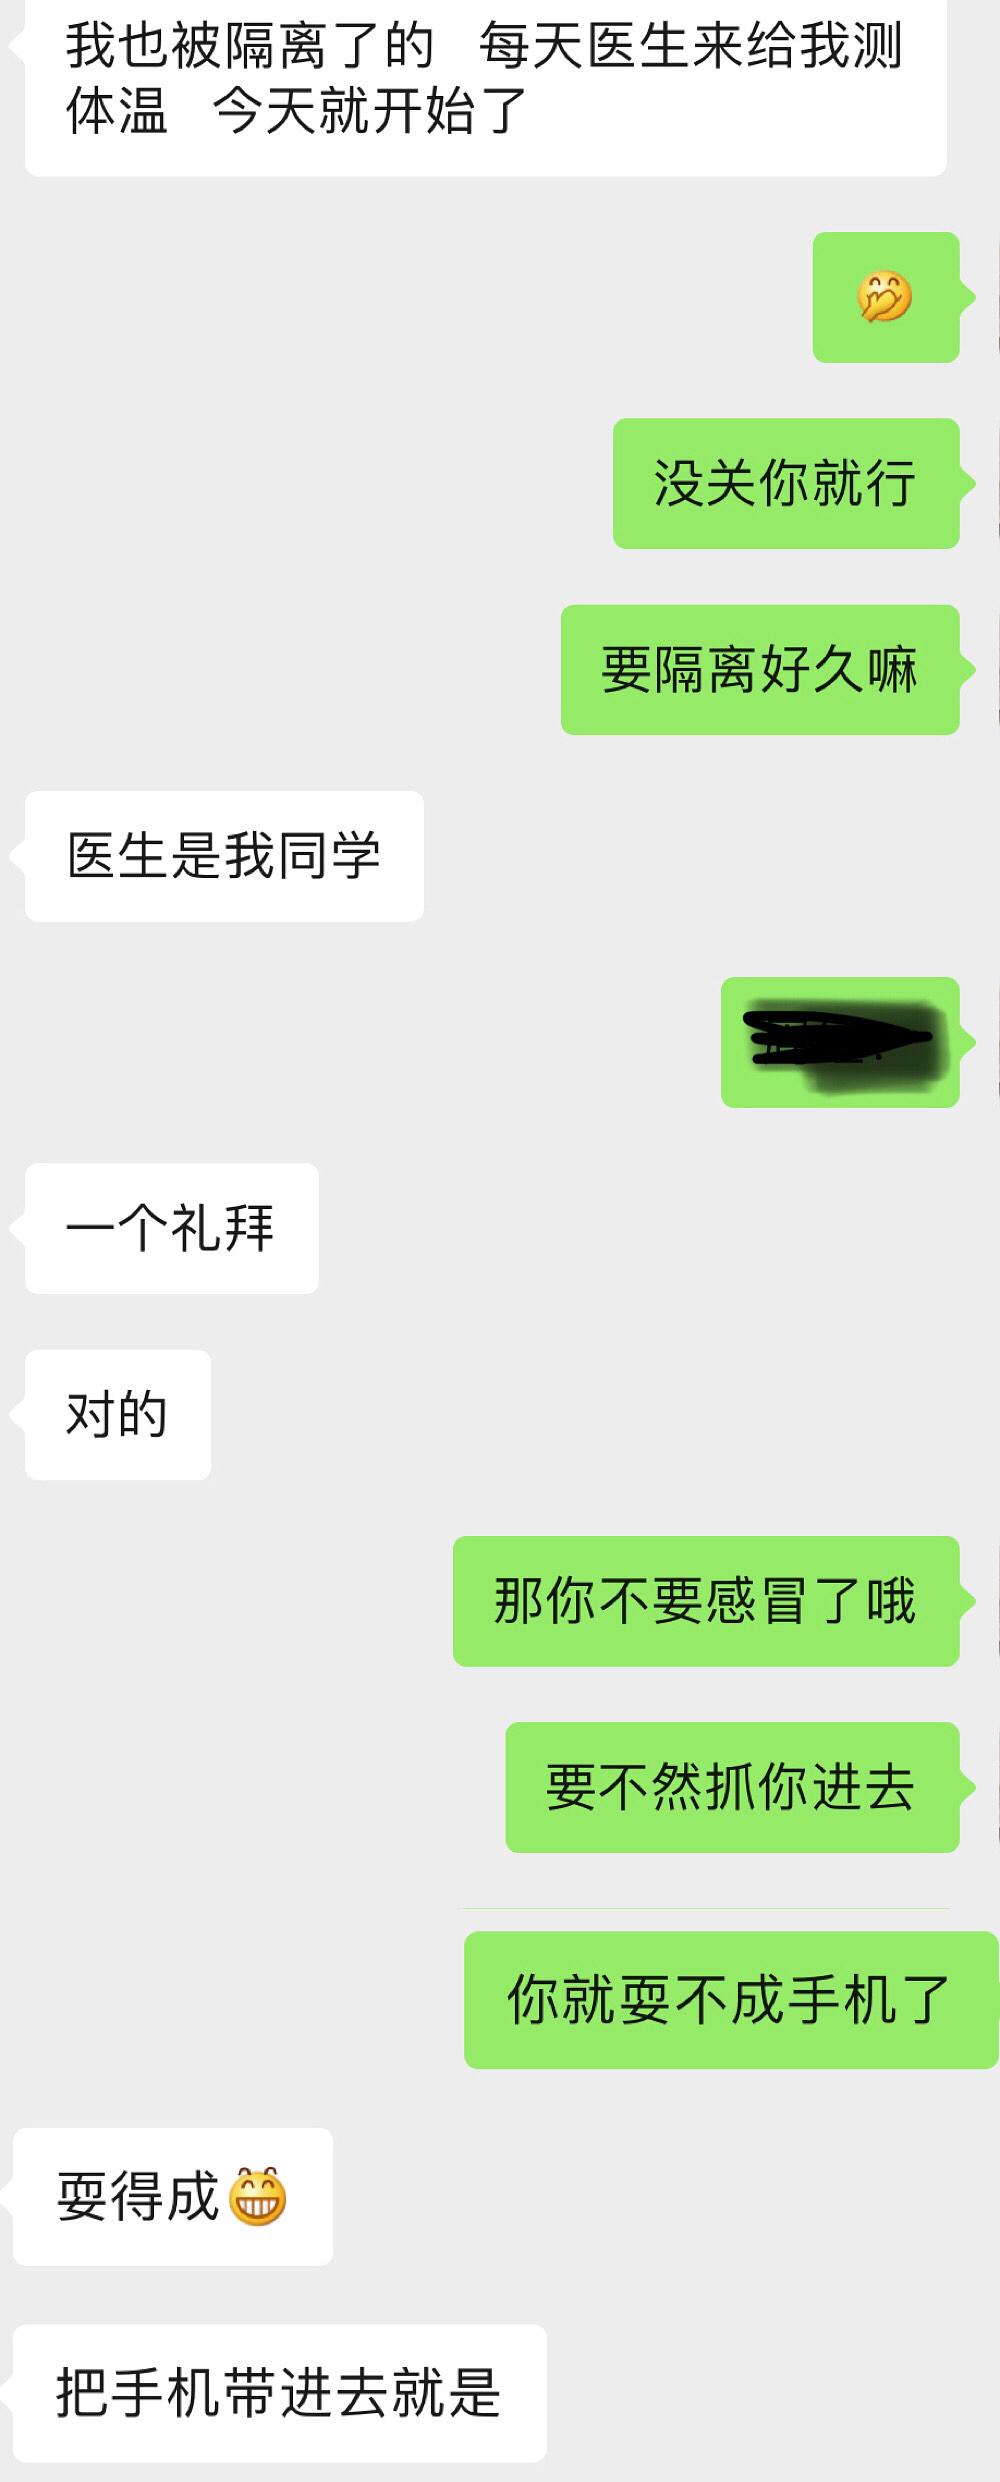 我也被隔离了的 每天医生来给我测
体温 今天就开始了
没关你就行
要隔离好久嘛
医生是我同学
一个礼拜
对的
那你不要感冒了哦
要不然抓你进去
你就耍不成手机了
耍得成😁
把手机带进去就是